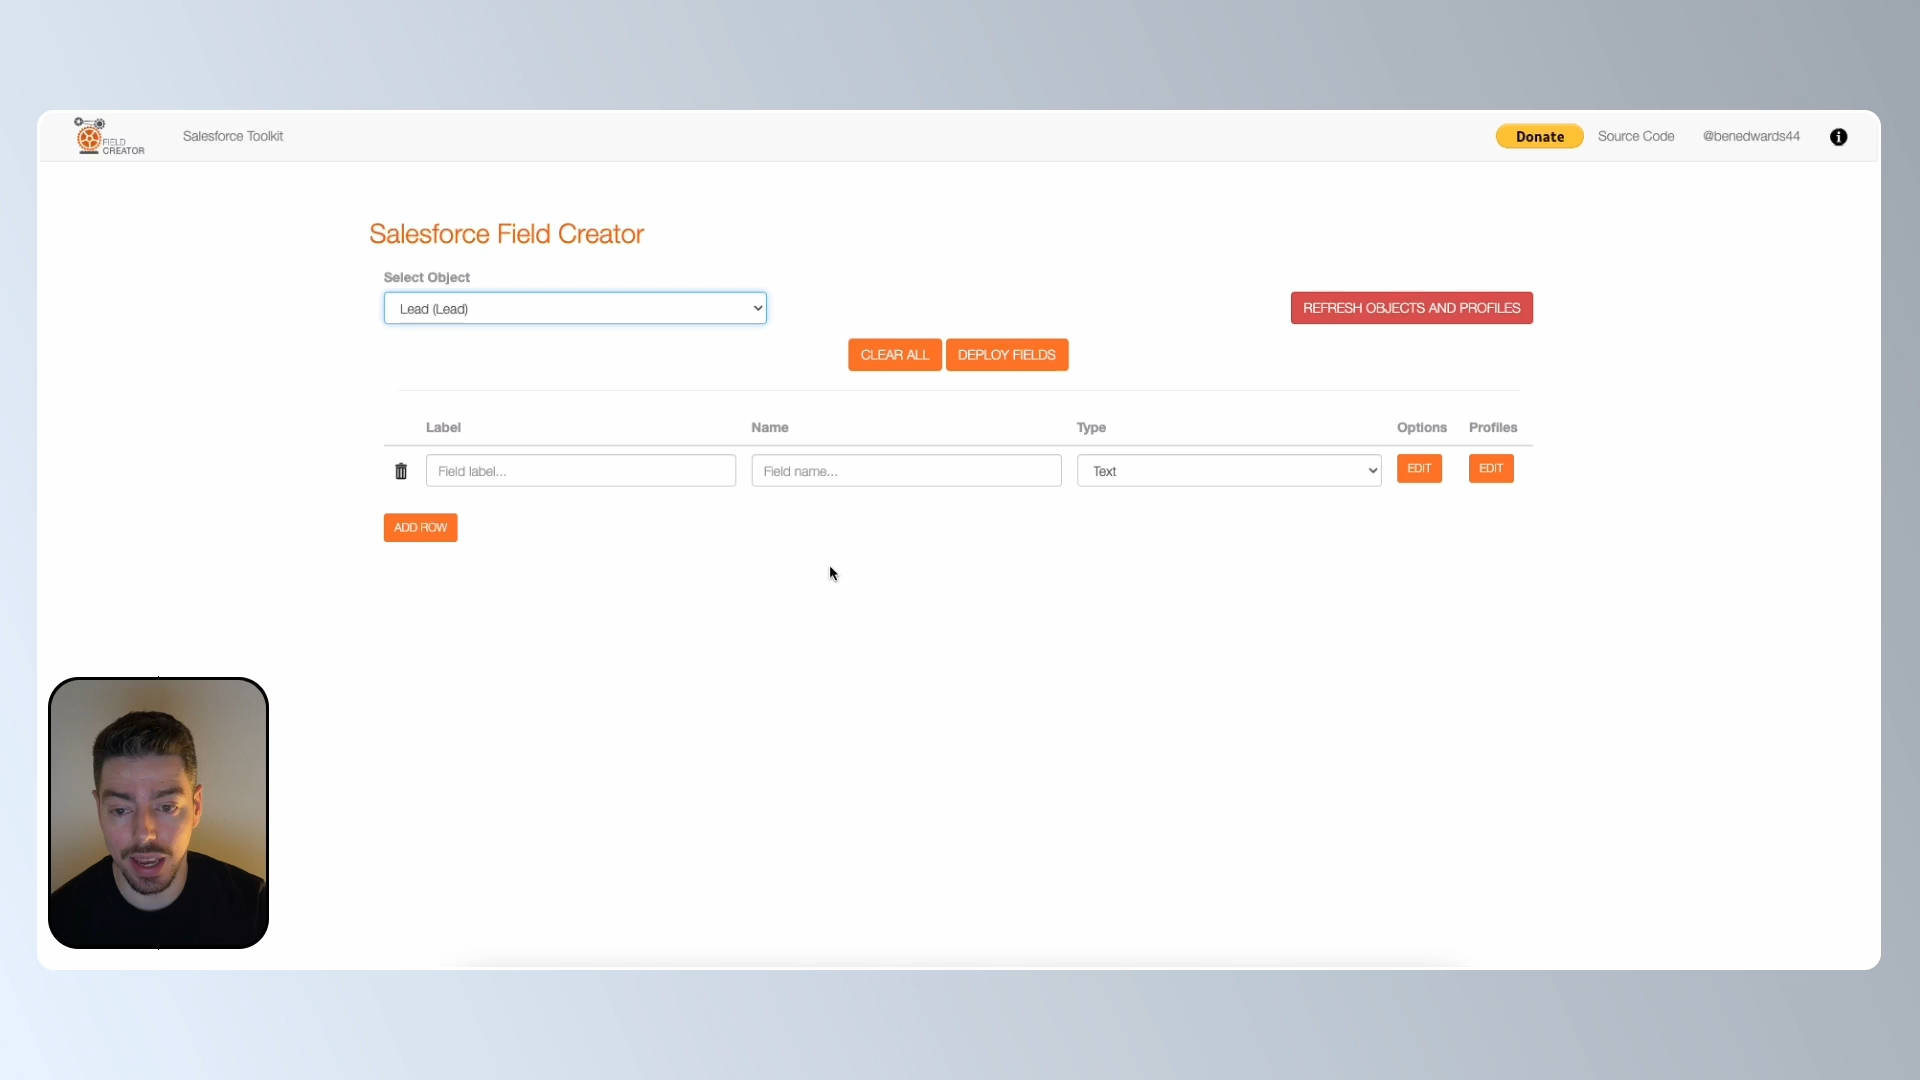 FIELD
CREATOR
Salesforce Toolkit
Donate
Source Code
@benedwards44
Salesforce Field Creator
Select Object
Lead (Lead)
REFRESH OBJECTS AND PROFILES
CLEAR ALL
DEPLOY FIELDS
Label
Name
Type
Options
Profiles
Field label...
Field name...
Text
EDIT
EDIT
ADD ROW